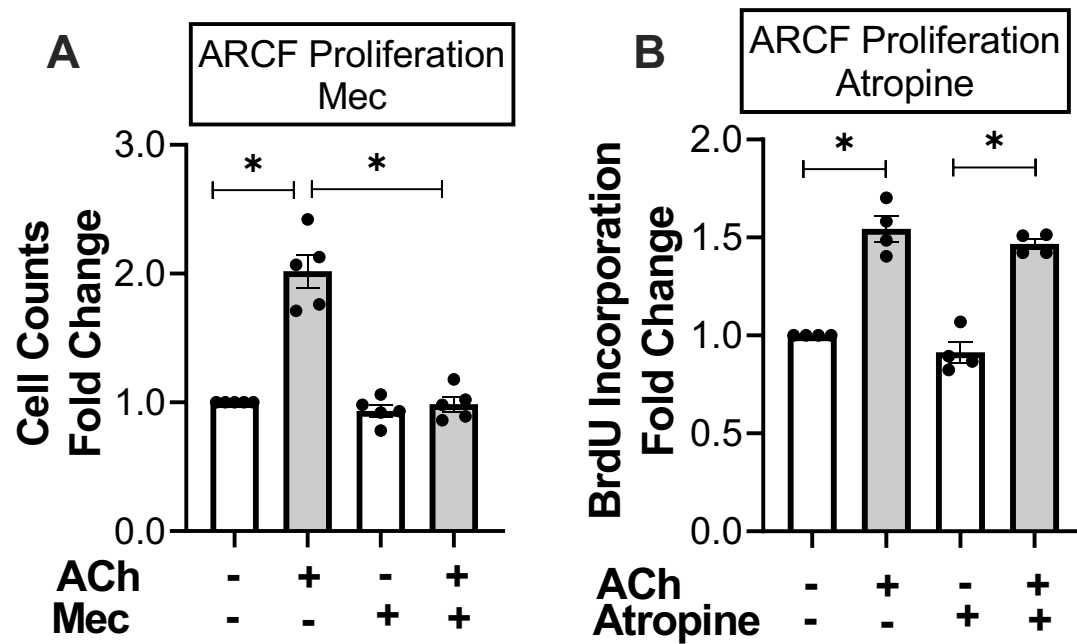 A
ARCF Proliferation
Mec
Cell Counts
Fold Change
3.0
2.0
1.0
0.0
*
*
ACh - + - +
Mec - - + +
B
ARCF Proliferation
Atropine
BrdU Incorporation
Fold Change
2.0
1.5
1.0
0.5
0.0
*
*
ACh - + - +
Atropine - - + +